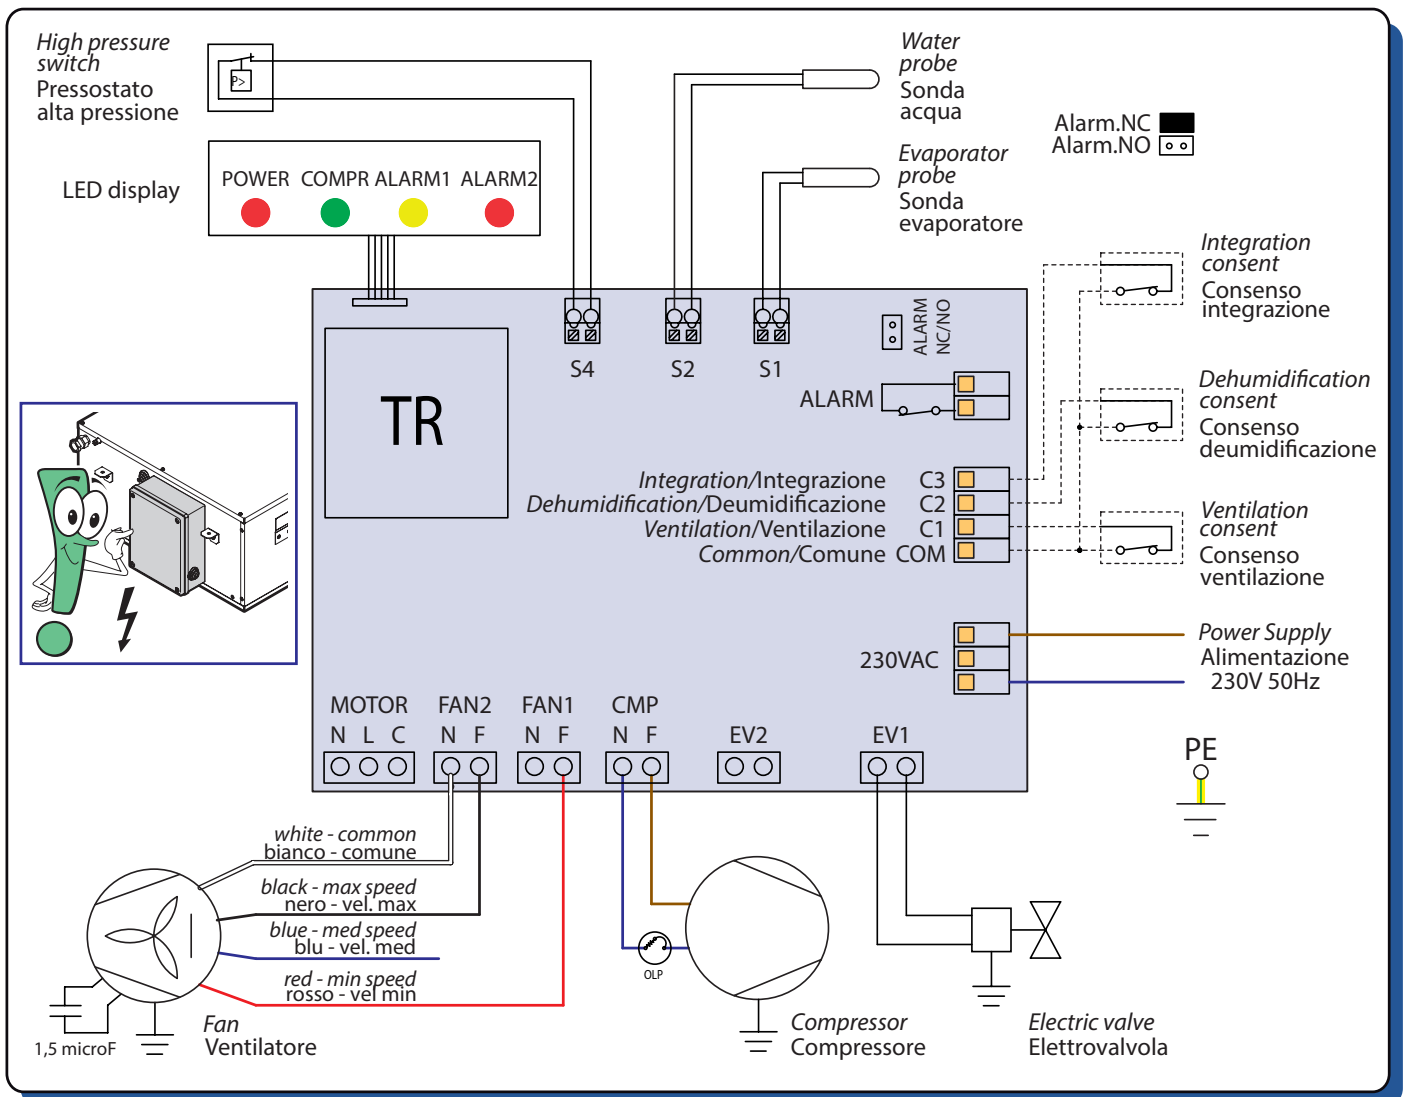 High pressure
switch
Pressostato
alta pressione
P>
Water
probe
Sonda
acqua
Alarm.NC
Alarm.NO
Evaporator
probe
Sonda
evaporatore
LED display
POWER COMPR ALARM1 ALARM2
Integration
consent
Consenso
integrazione
TR
S4
S2
S1
ALARM
NC/NO
ALARM
Dehumidification
consent
Consenso
deumidificazione
Integration/Integrazione C3
Dehumidification/Deumidificazione C2
Ventilation/Ventilazione C1
Common/Comune COM
Ventilation
consent
Consenso
ventilazione
230VAC
Power Supply
Alimentazione
230V 50Hz
MOTOR
N L C
FAN2
N F
FAN1
N F
CMP
N F
EV2
EV1
PE
white - common
bianco - comune
black - max speed
nero - vel. max
blue - med speed
blu - vel. med
red - min speed
rosso - vel min
OLP
1,5 microF
Fan
Ventilatore
Compressor
Compressore
Electric valve
Elettrovalvola